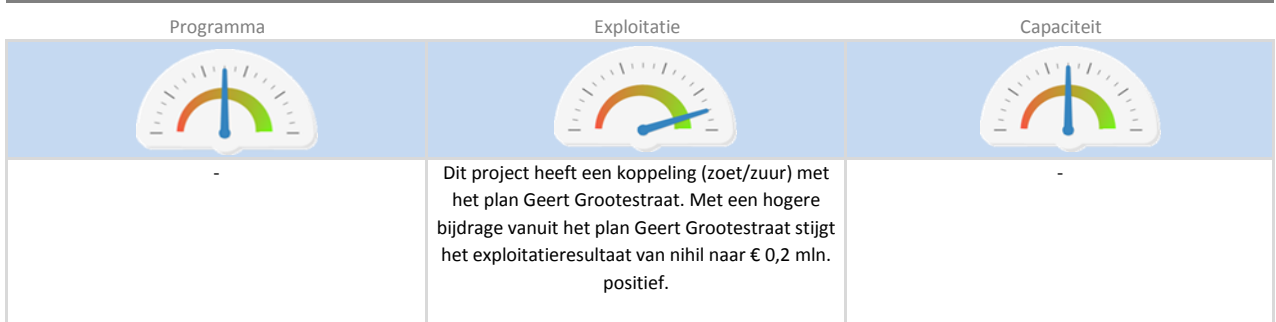 Programma
Exploitatie
Capaciteit
-
Dit project heeft een koppeling (zoet/zuur) met
het plan Geert Grootestraat. Met een hogere
bijdrage vanuit het plan Geert Grootestraat stijgt
het exploitatieresultaat van nihil naar € 0,2 mln.
positief.
-